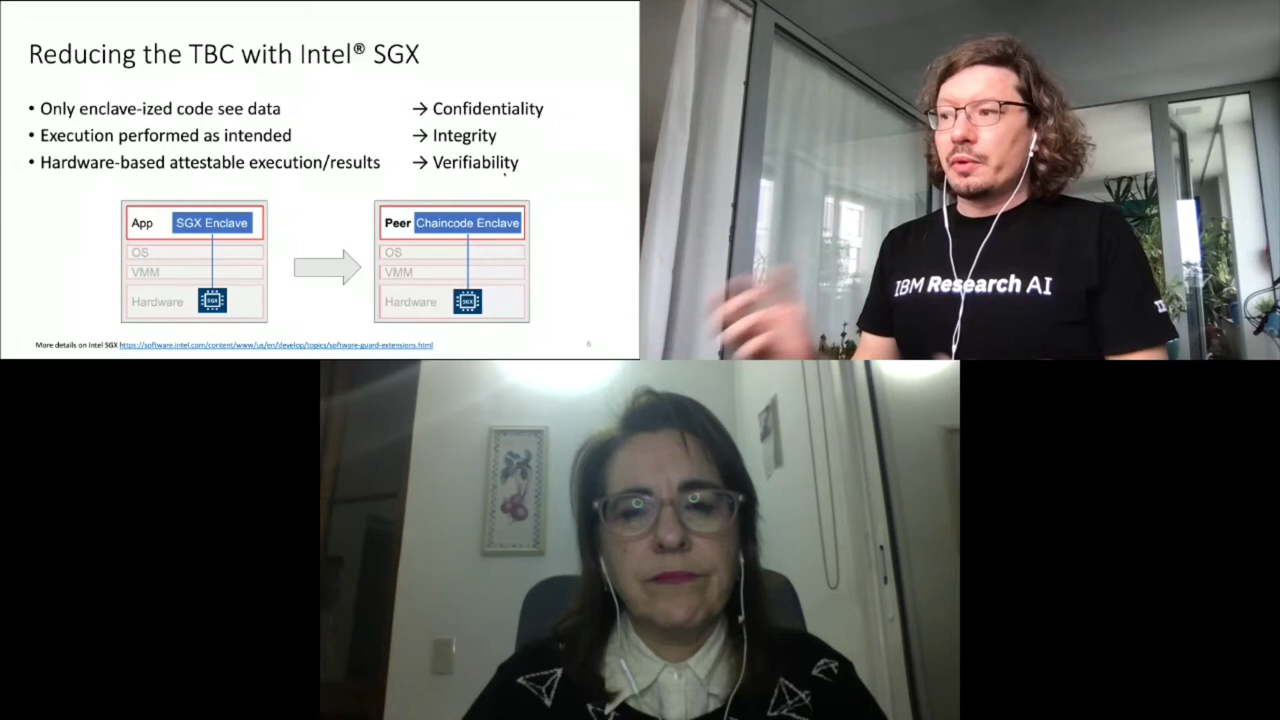 Reducing the TBC with Intel® SGX
• Only enclave-ized code see data → Confidentiality
• Execution performed as intended → Integrity
• Hardware-based attestable execution/results → Verifiability
App SGX Enclave
OS
VMM
Hardware SGX
Peer Chaincode Enclave
OS
VMM
Hardware SGX
More details on Intel SGX https://software.intel.com/content/www/us/en/develop/topics/software-guard-extensions.html
6
IBM Research AI